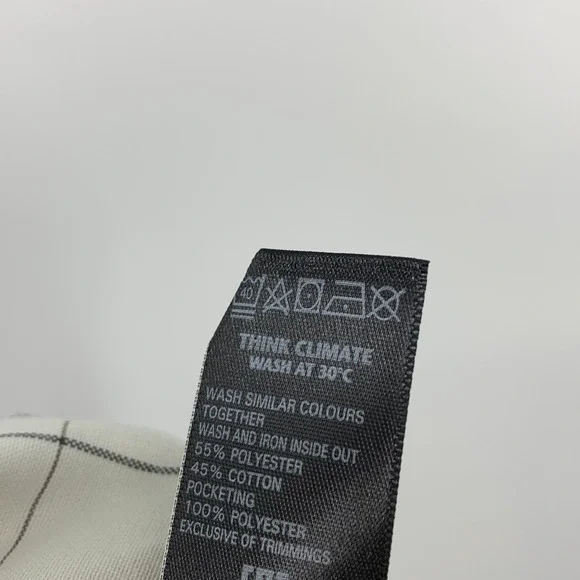 40
THINK CLIMATE
WASH AT 30°C
WASH SIMILAR COLOURS
TOGETHER
WASH AND IRON INSIDE OUT
55% POLYESTER
45% COTTON
POCKETING
100% POLYESTER
EXCLUSIVE OF TRIMMINGS